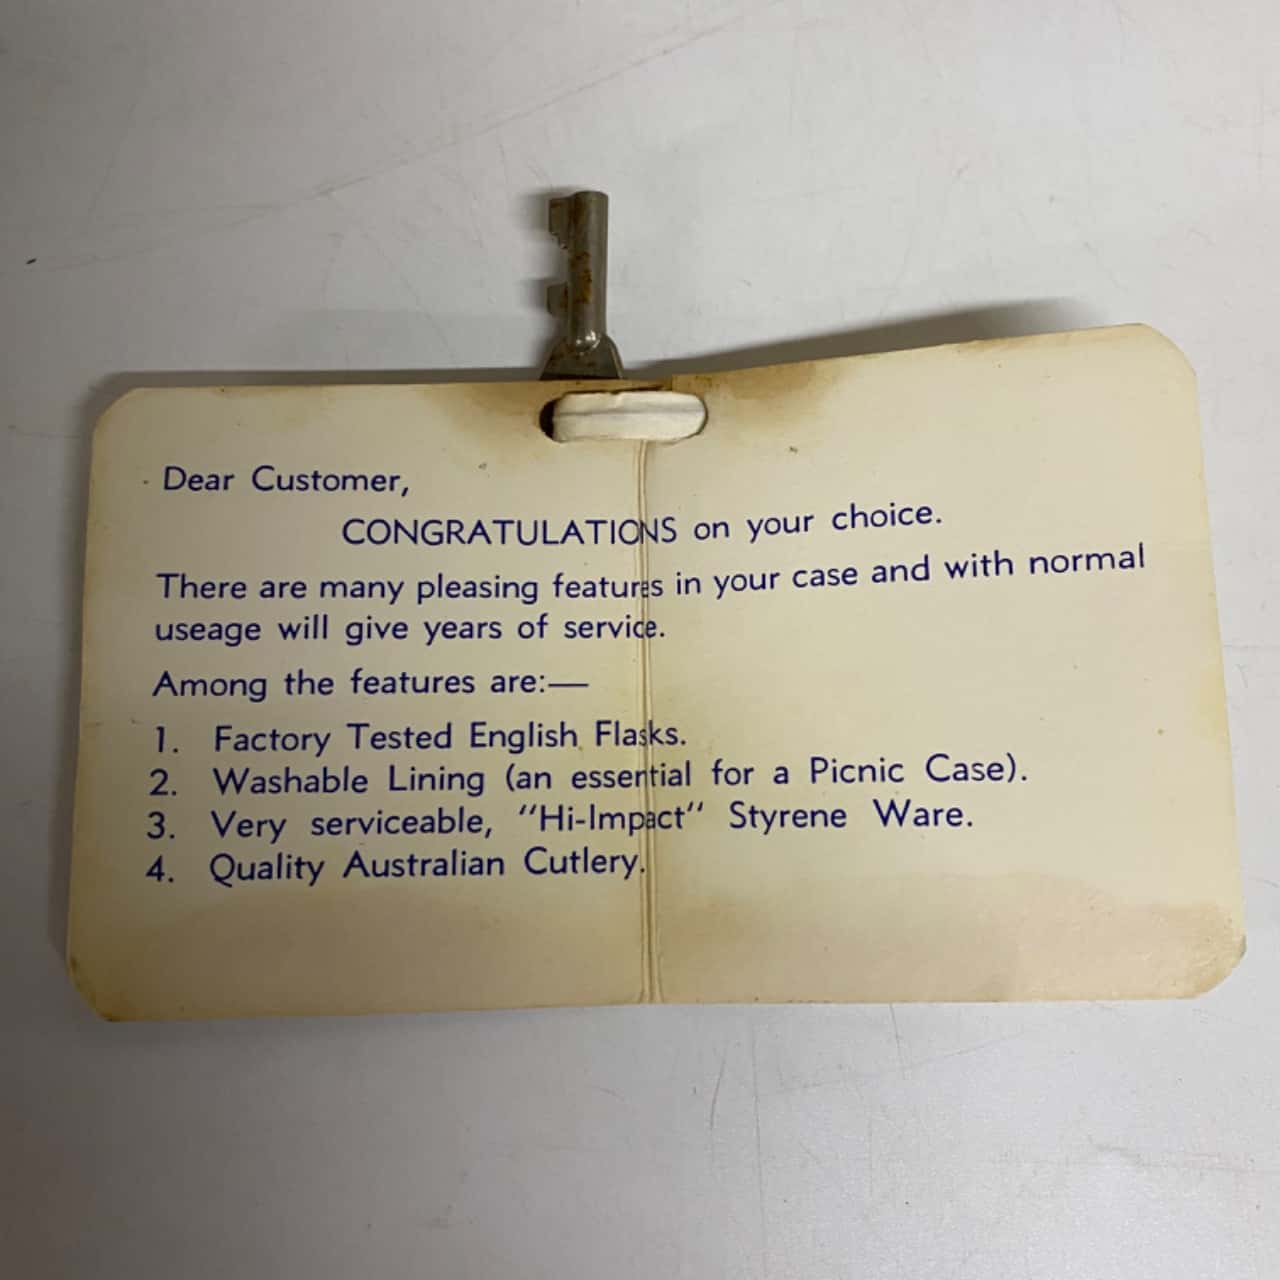 Dear Customer,
CONGRATULATIONS on your choice.
There are many pleasing features in your case and with normal
useage will give years of service.
Among the features are:—
1. Factory Tested English Flasks.
2. Washable Lining (an essential for a Picnic Case).
3. Very serviceable, "Hi-Impact" Styrene Ware.
4. Quality Australian Cutlery.